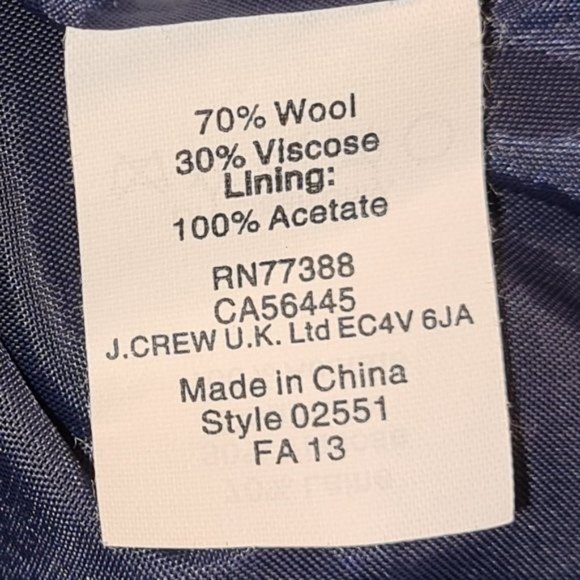 70% Wool
30% Viscose
Lining:
100% Acetate
RN77388
CA56445
J.CREW U.K. Ltd EC4V 6JA
Made in China
Style 02551
FA 13